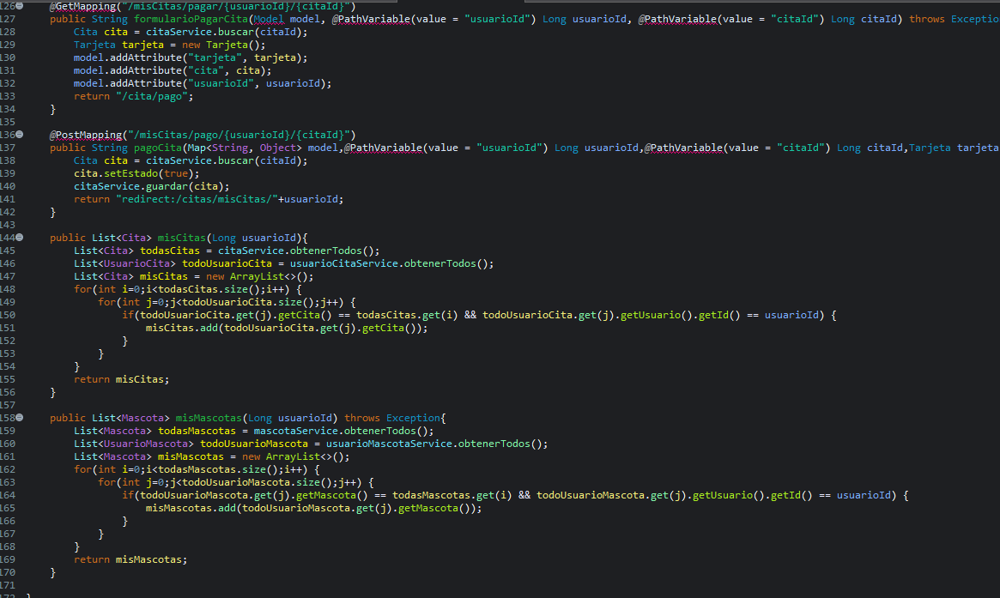 126 @GetMapping("/misCitas/pagar/{usuarioId}/{citaId}")
127 public String formularioPagarCita(Model model, @PathVariable(value = "usuarioId") Long usuarioId, @PathVariable(value = "citaId") Long citaId) throws Exceptio
128 Cita cita = citaService.buscar(citaId);
129 Tarjeta tarjeta = new Tarjeta();
130 model.addAttribute("tarjeta", tarjeta);
131 model.addAttribute("cita", cita);
132 model.addAttribute("usuarioId", usuarioId);
133 return "/cita/pago";
134 }
135
136 @PostMapping("/misCitas/pago/{usuarioId}/{citaId}")
137 public String pagoCita(Map<String, Object> model,@PathVariable(value = "usuarioId") Long usuarioId,@PathVariable(value = "citaId") Long citaId,Tarjeta tarjeta
138 Cita cita = citaService.buscar(citaId);
139 cita.setEstado(true);
140 citaService.guardar(cita);
141 return "redirect:/citas/misCitas/"+usuarioId;
142 }
143
144 public List<Cita> misCitas(Long usuarioId){
145 List<Cita> todasCitas = citaService.obtenerTodos();
146 List<UsuarioCita> todoUsuarioCita = usuarioCitaService.obtenerTodos();
147 List<Cita> misCitas = new ArrayList<>();
148 for(int i=0;i<todasCitas.size();i++) {
149 for(int j=0;j<todoUsuarioCita.size();j++) {
150 if(todoUsuarioCita.get(j).getCita() == todasCitas.get(i) && todoUsuarioCita.get(j).getUsuario().getId() == usuarioId) {
151 misCitas.add(todoUsuarioCita.get(j).getCita());
152 }
153 }
154 }
155 return misCitas;
156 }
157
158 public List<Mascota> misMascotas(Long usuarioId) throws Exception{
159 List<Mascota> todasMascotas = mascotaService.obtenerTodos();
160 List<UsuarioMascota> todoUsuarioMascota = usuarioMascotaService.obtenerTodos();
161 List<Mascota> misMascotas = new ArrayList<>();
162 for(int i=0;i<todasMascotas.size();i++) {
163 for(int j=0;j<todoUsuarioMascota.size();j++) {
164 if(todoUsuarioMascota.get(j).getMascota() == todasMascotas.get(i) && todoUsuarioMascota.get(j).getUsuario().getId() == usuarioId) {
165 misMascotas.add(todoUsuarioMascota.get(j).getMascota());
166 }
167 }
168 }
169 return misMascotas;
170 }
171
172 }